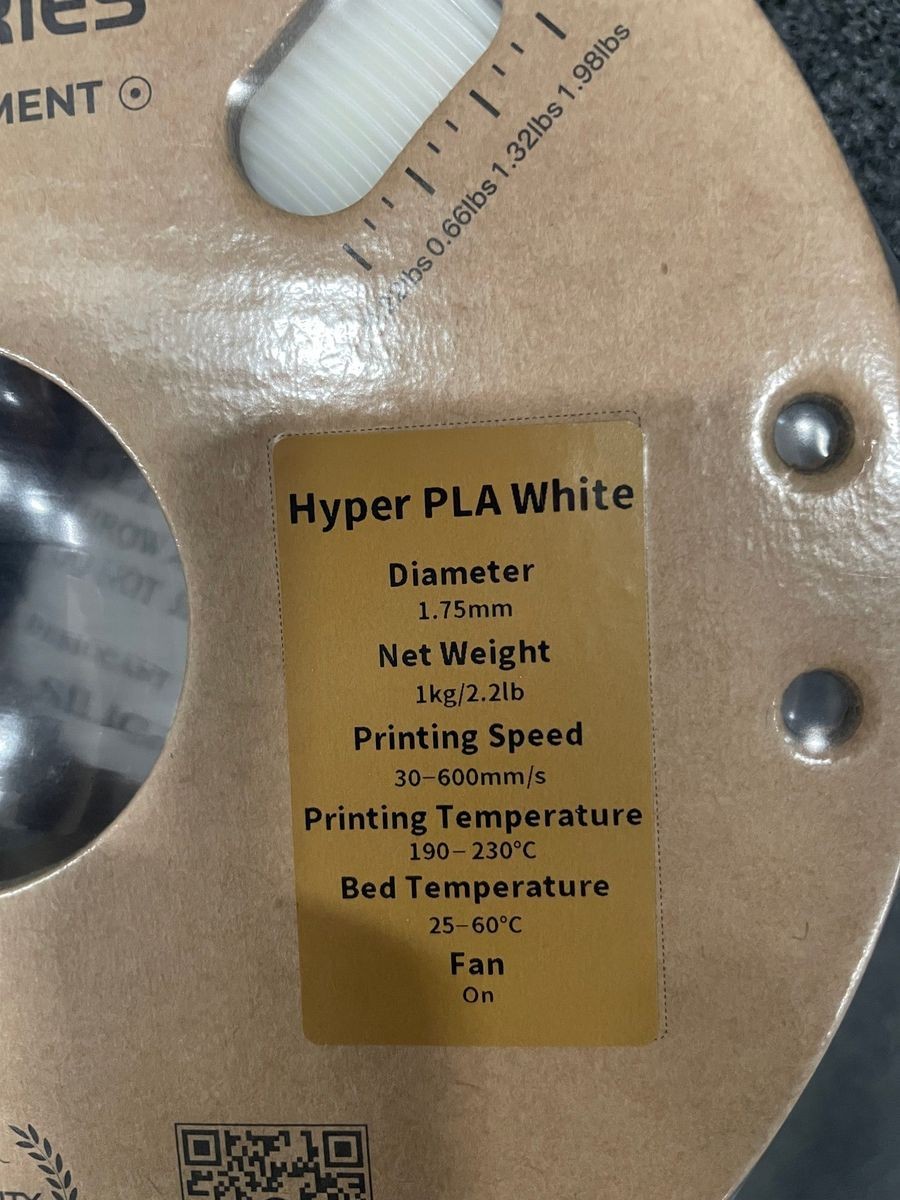 RIES
MENT
0.66lbs 1.32lbs 1.98lbs
Hyper PLA White
Diameter
1.75mm
Net Weight
1kg/2.2lb
Printing Speed
30-600mm/s
Printing Temperature
190-230°C
Bed Temperature
25-60°C
Fan
On